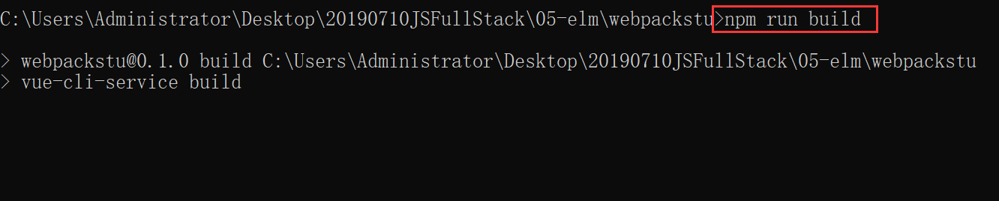 C:\Users\Administrator\Desktop\20190710JSFullStack\05-elm\webpackstu>npm run build
> webpackstu@0.1.0 build C:\Users\Administrator\Desktop\20190710JSFullStack\05-elm\webpackstu
> vue-cli-service build